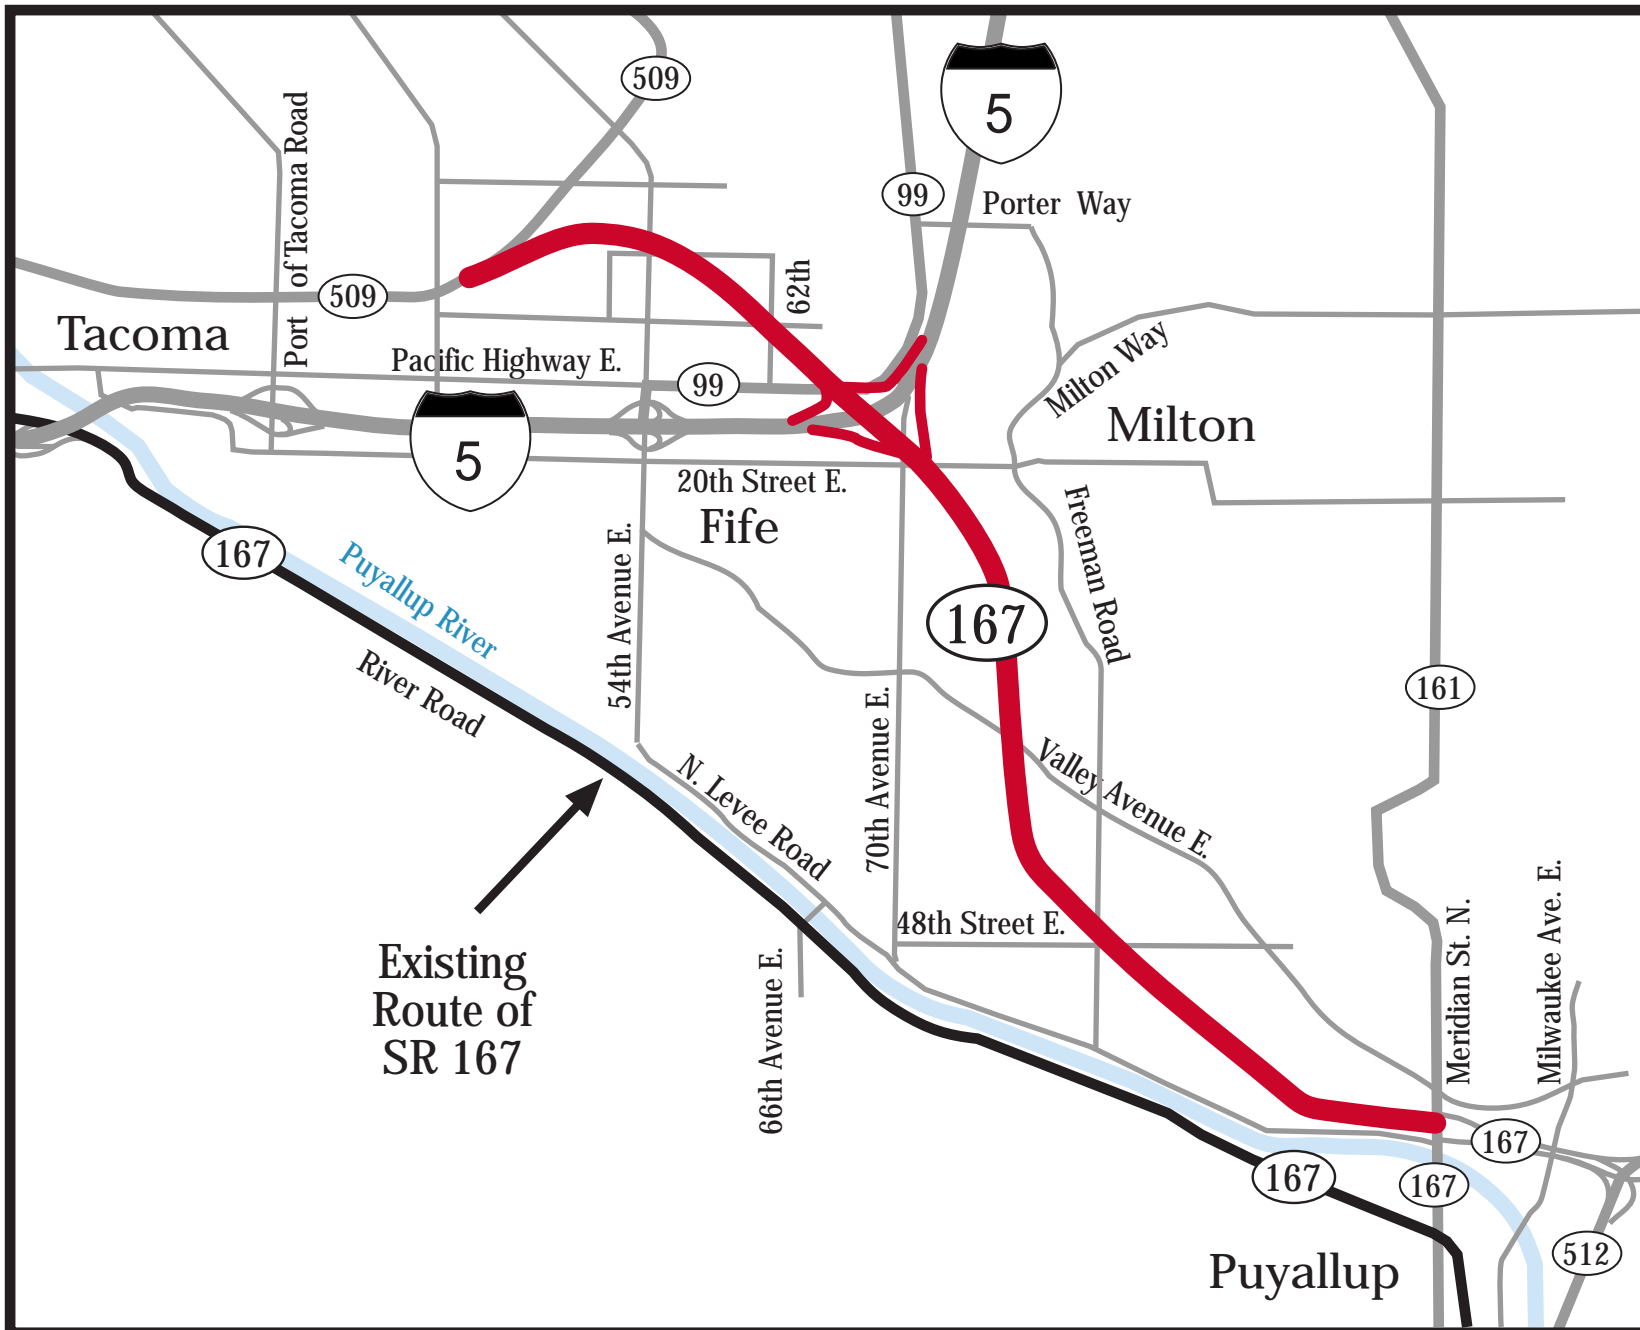 509
5
99
Porter Way
Port of Tacoma Road
62th
509
Tacoma
Pacific Highway E.
99
Milton Way
Milton
5
20th Street E.
Fife
Freeman Road
167
Puyallup River
River Road
54th Avenue E.
167
161
70th Avenue E.
N. Levee Road
Valley Avenue E.
48th Street E.
Existing
Route of
SR 167
66th Avenue E.
Meridian St. N.
Milwaukee Ave. E.
167
167
167
512
Puyallup